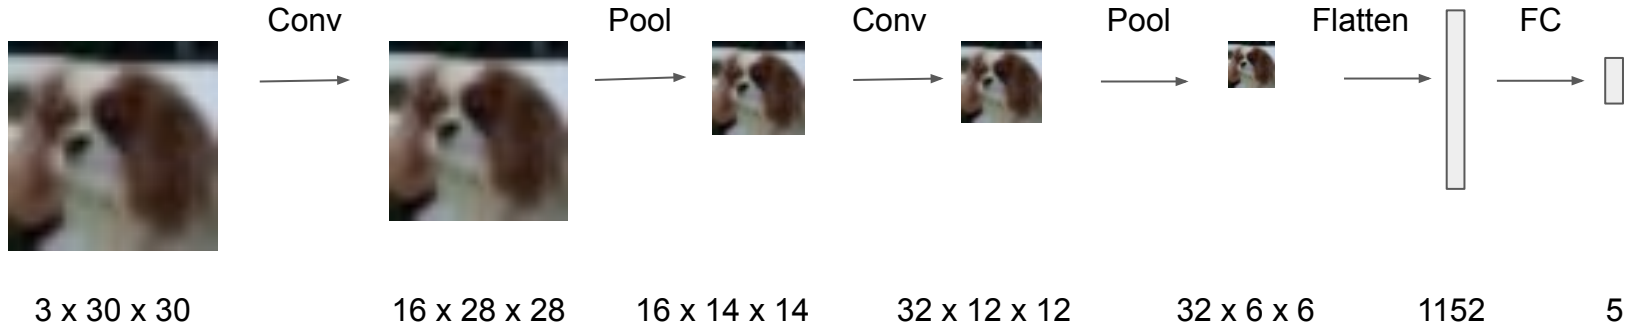 Conv Pool Conv Pool Flatten FC
3 x 30 x 30 16 x 28 x 28 16 x 14 x 14 32 x 12 x 12 32 x 6 x 6 1152 5